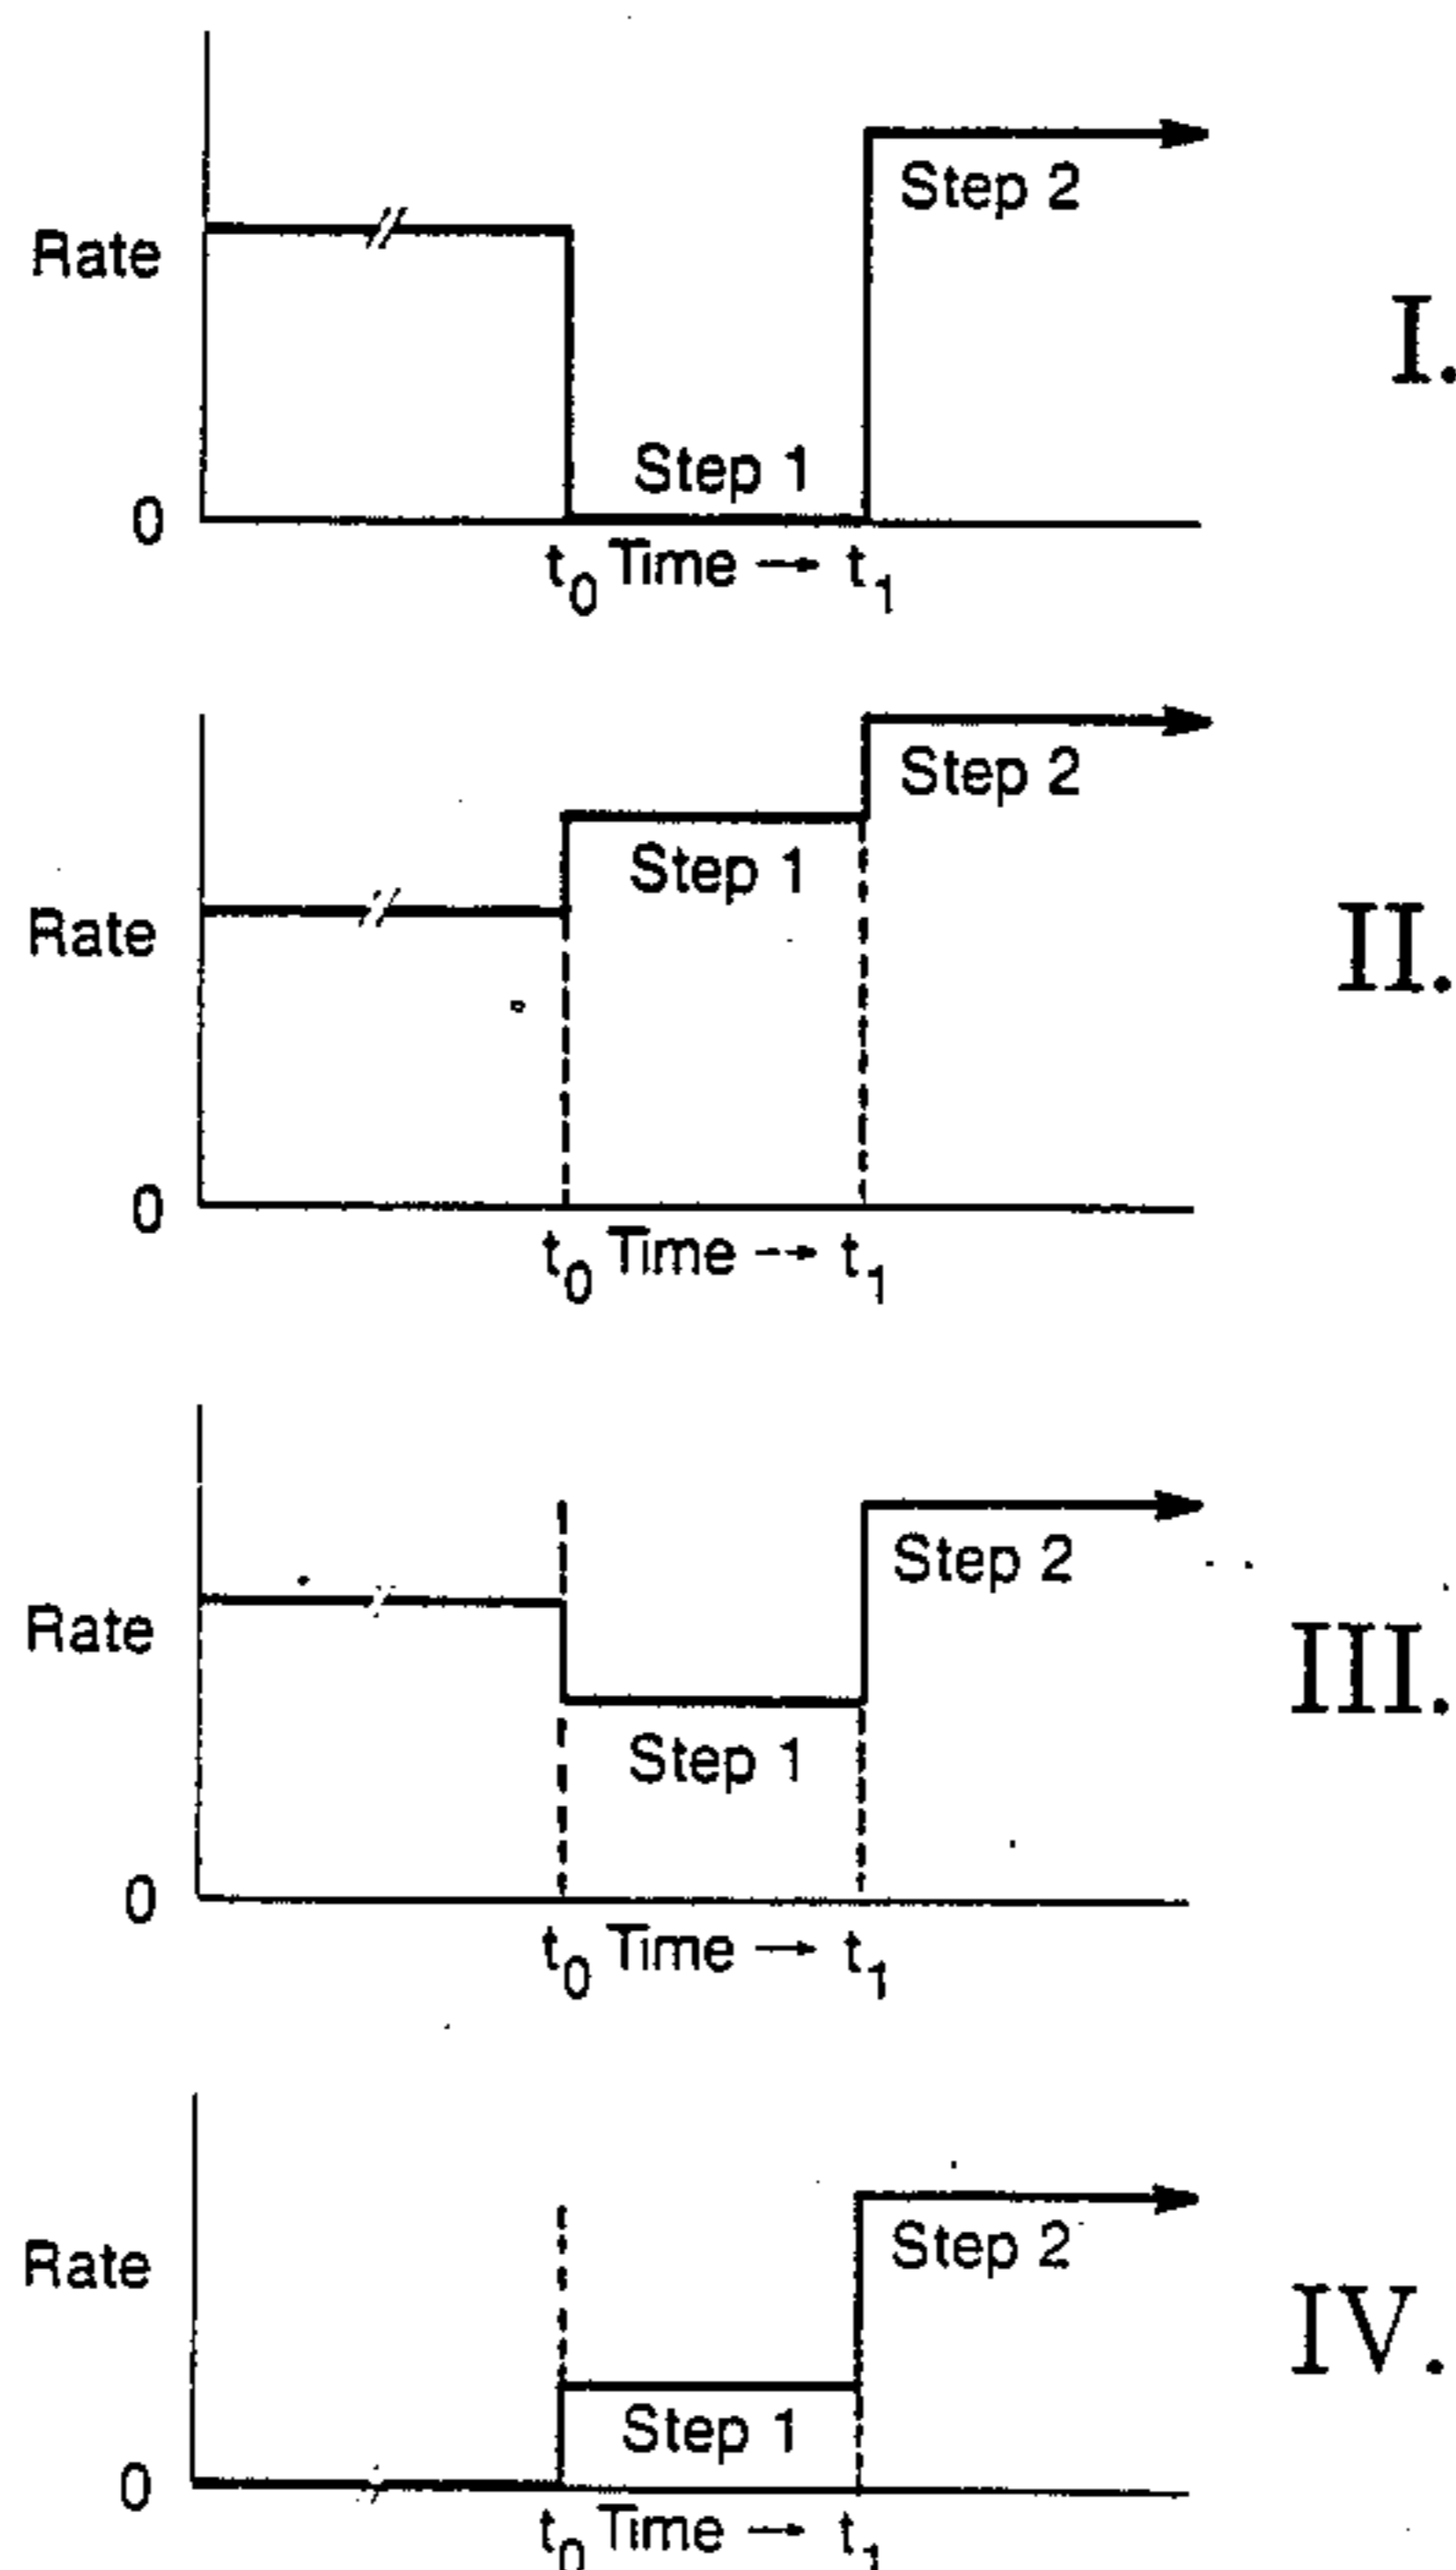 Step 2
Rate
I.
Step 1
0
t0 Time → t1
Step 2
Step 1
Rate
II.
0
t0 Time → t1
Step 2
Rate
III.
Step 1
0
t0 Time → t1
Step 2
Rate
IV.
Step 1
0
t0 Time → t1